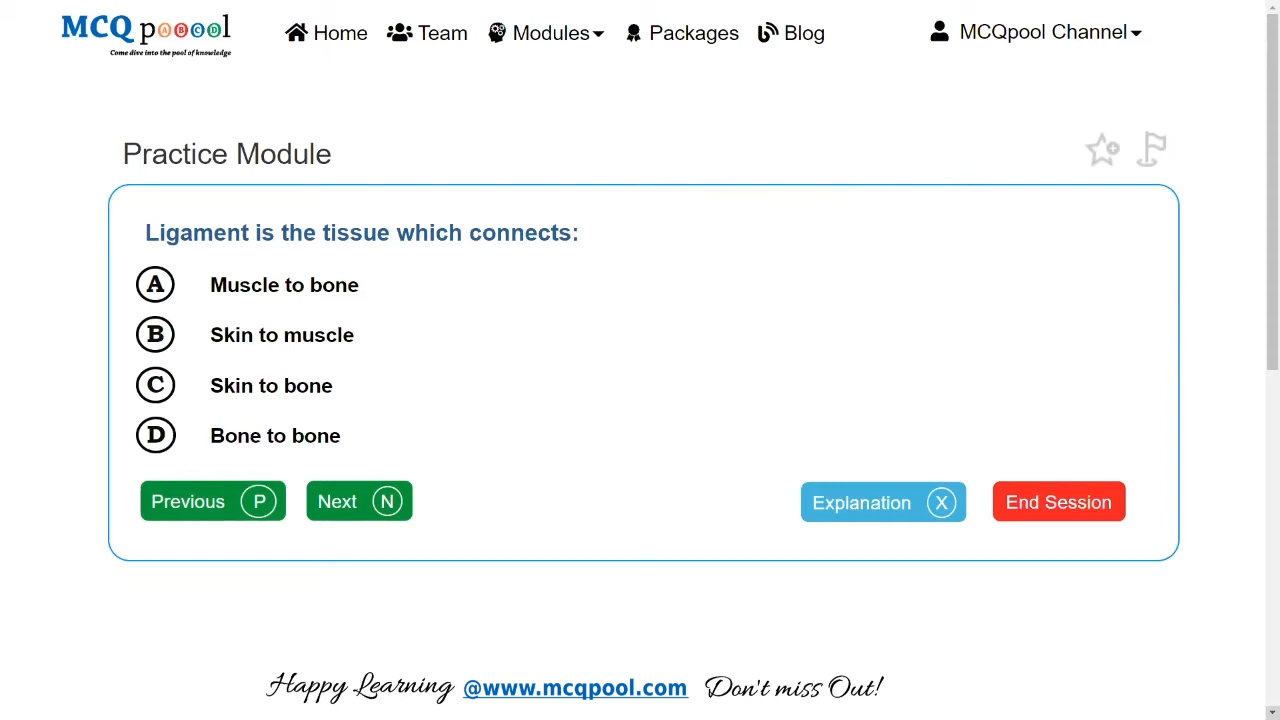 MCQ poABCDl
Come dive into the pool of knowledge
Home Team Modules Packages Blog MCQpool Channel
Practice Module
Ligament is the tissue which connects:
A Muscle to bone
B Skin to muscle
C Skin to bone
D Bone to bone
Previous P Next N Explanation X End Session
Happy Learning @www.mcqpool.com Don't miss Out!